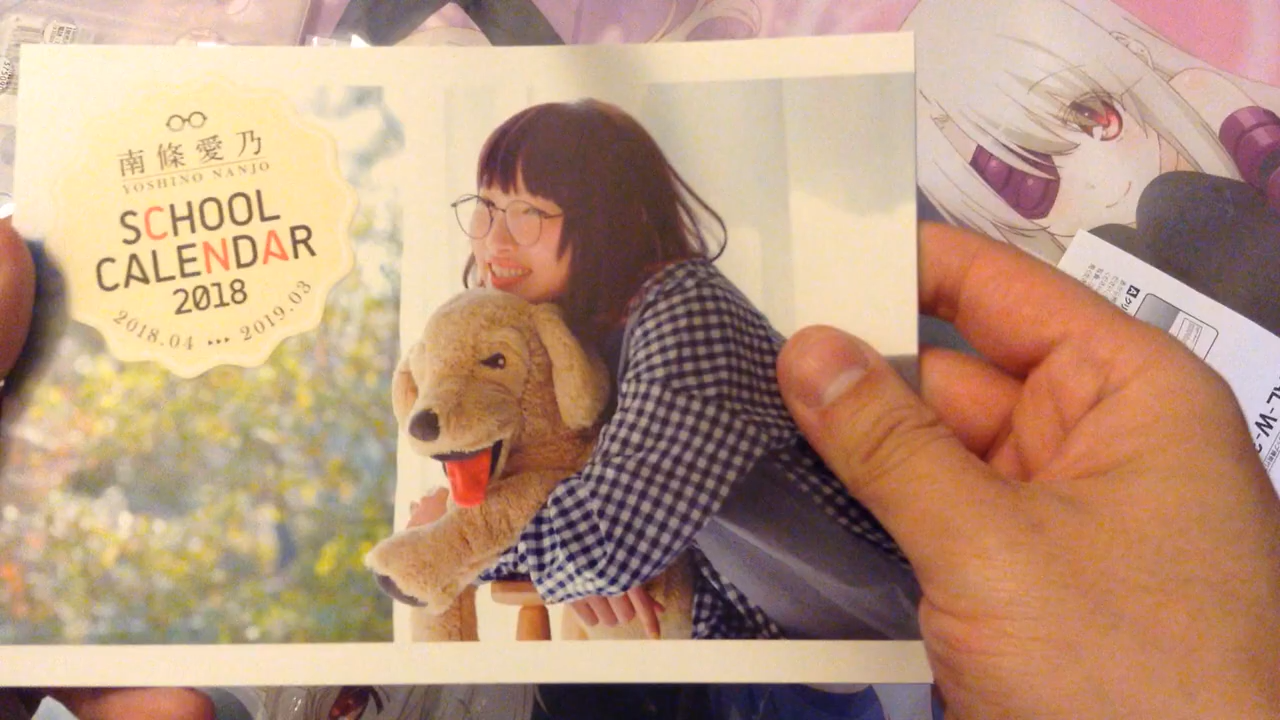 南條愛乃
YOSHINO NANJO
SCHOOL
CALENDAR
2018
2018.04 ... 2019.03